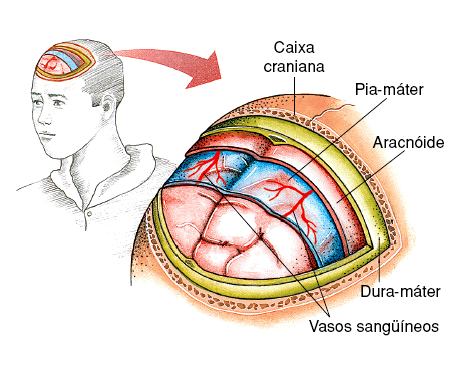 Caixa
craniana
Pia-máter
Aracnóide
Dura-máter
Vasos sangüíneos